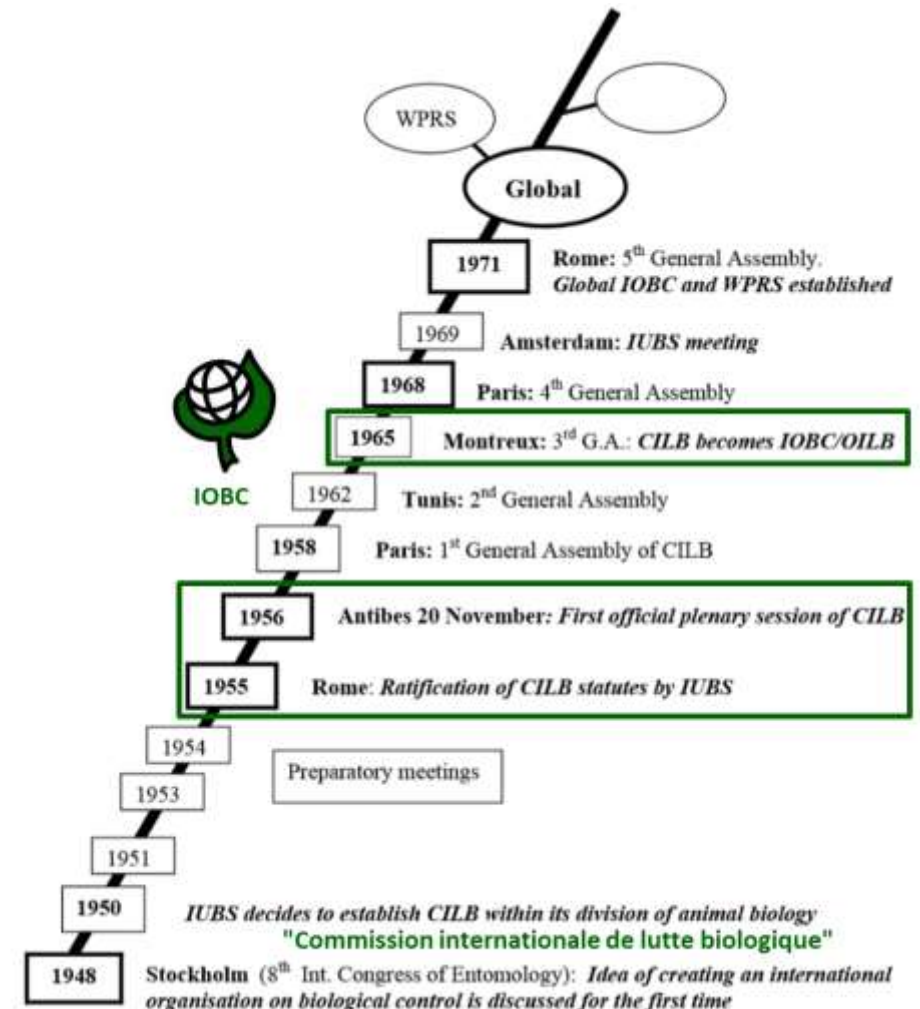 WPRS
Global
1971
Rome: 5th General Assembly.
Global IOBC and WPRS established
1969
Amsterdam: IUBS meeting
1968
Paris: 4th General Assembly
1965
Montreux: 3rd G.A.: CILB becomes IOBC/OILB
IOBC
1962
Tunis: 2nd General Assembly
1958
Paris: 1st General Assembly of CILB
1956
Antibes 20 November: First official plenary session of CILB
1955
Rome: Ratification of CILB statutes by IUBS
1954
Preparatory meetings
1953
1951
1950
IUBS decides to establish CILB within its division of animal biology
"Commission internationale de lutte biologique"
1948
Stockholm (8th Int. Congress of Entomology): Idea of creating an international
organisation on biological control is discussed for the first time